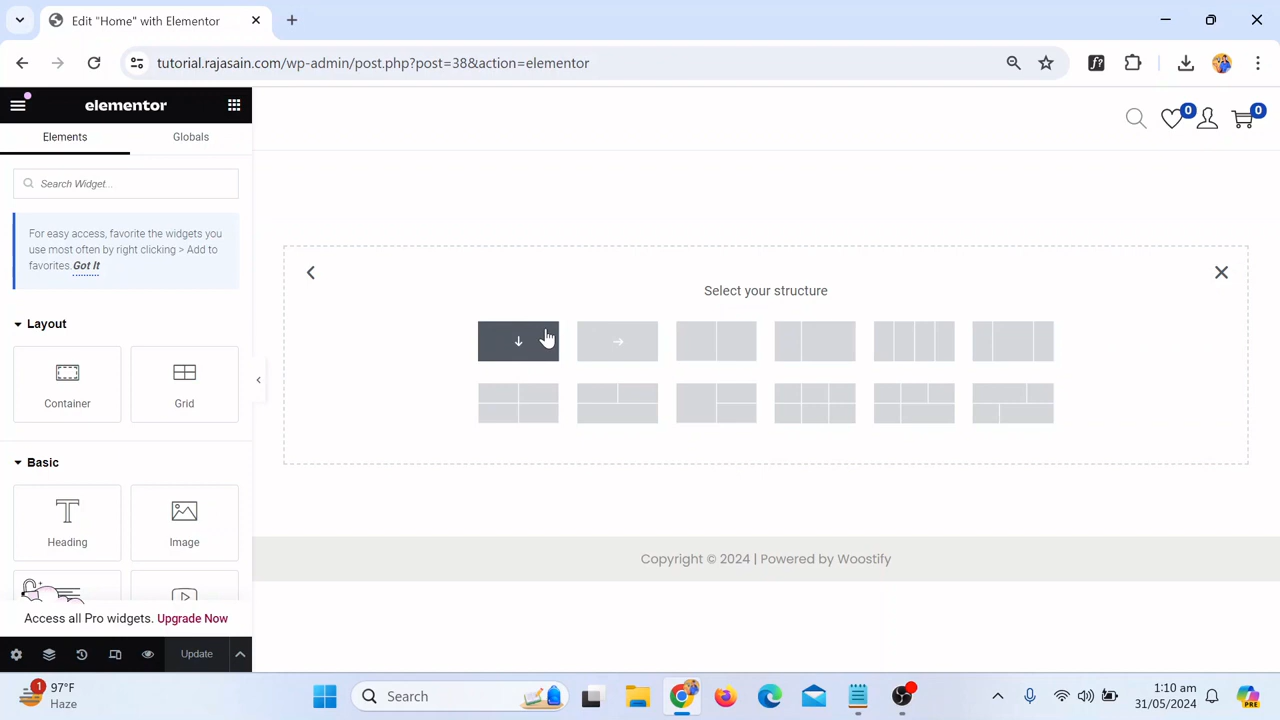 Edit "Home" with Elementor
tutorial.rajasain.com/wp-admin/post.php?post=38&action=elementor
elementor
Elements
Globals
Search Widget...
For easy access, favorite the widgets you
use most often by right clicking > Add to
favorites. Got It
Layout
Container
Grid
Basic
Heading
Image
Access all Pro widgets. Upgrade Now
Update
0
0
Select your structure
Copyright © 2024 | Powered by Woostify
1
97°F
Haze
Search
1:10 am
31/05/2024
PRE